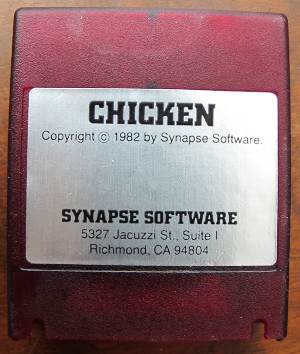 CHICKEN
Copyright © 1982 by Synapse Software.
SYNAPSE SOFTWARE
5327 Jacuzzi St., Suite I
Richmond, CA 94804